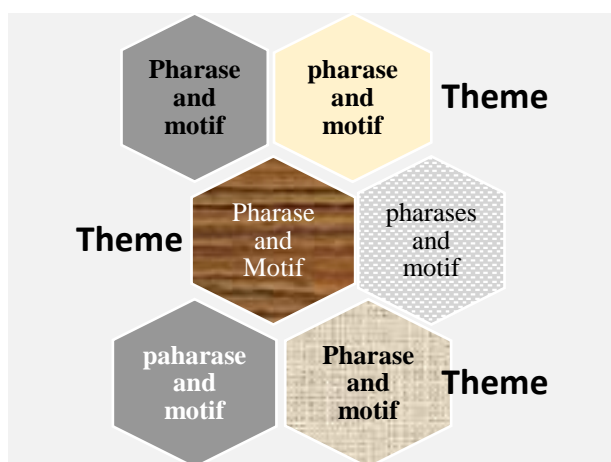 Pharase
and
motif
pharase
and
motif
Theme
Theme
Pharase
and
Motif
pharases
and
motif
paharase
and
motif
Pharase
and
motif
Theme